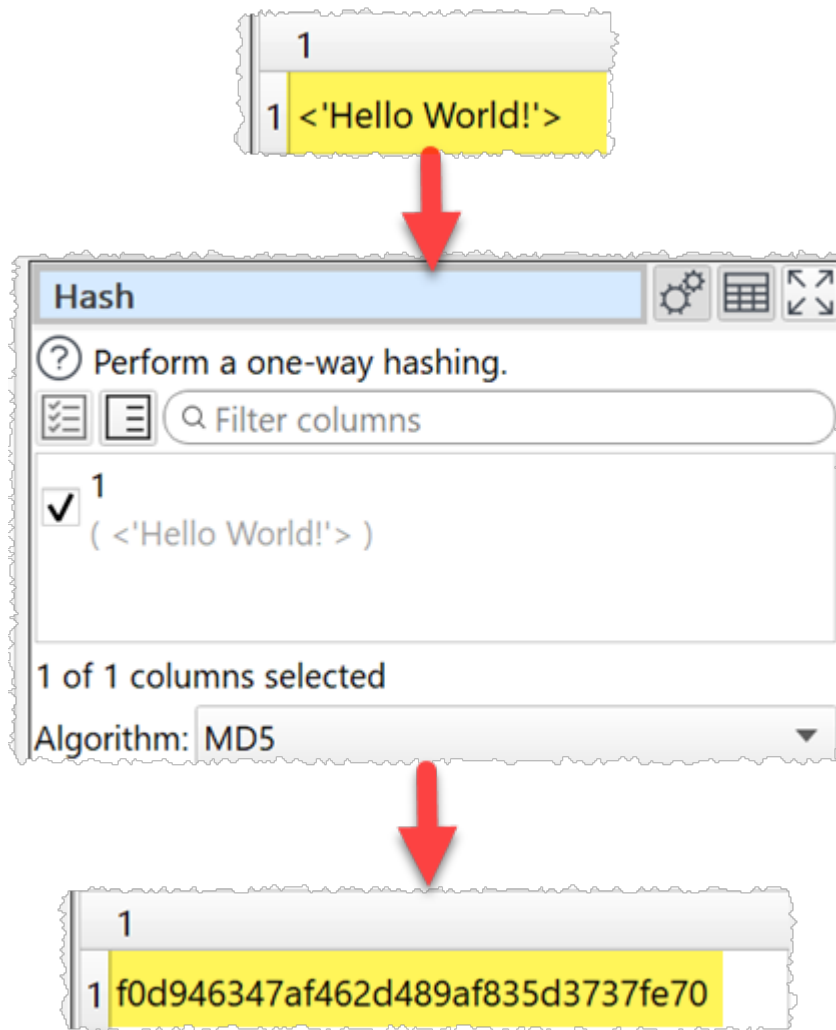 1
1 <'Hello World!'>
Hash
? Perform a one-way hashing.
Filter columns
1
( <'Hello World!'> )
1 of 1 columns selected
Algorithm: MD5
1
1 f0d946347af462d489af835d3737fe70